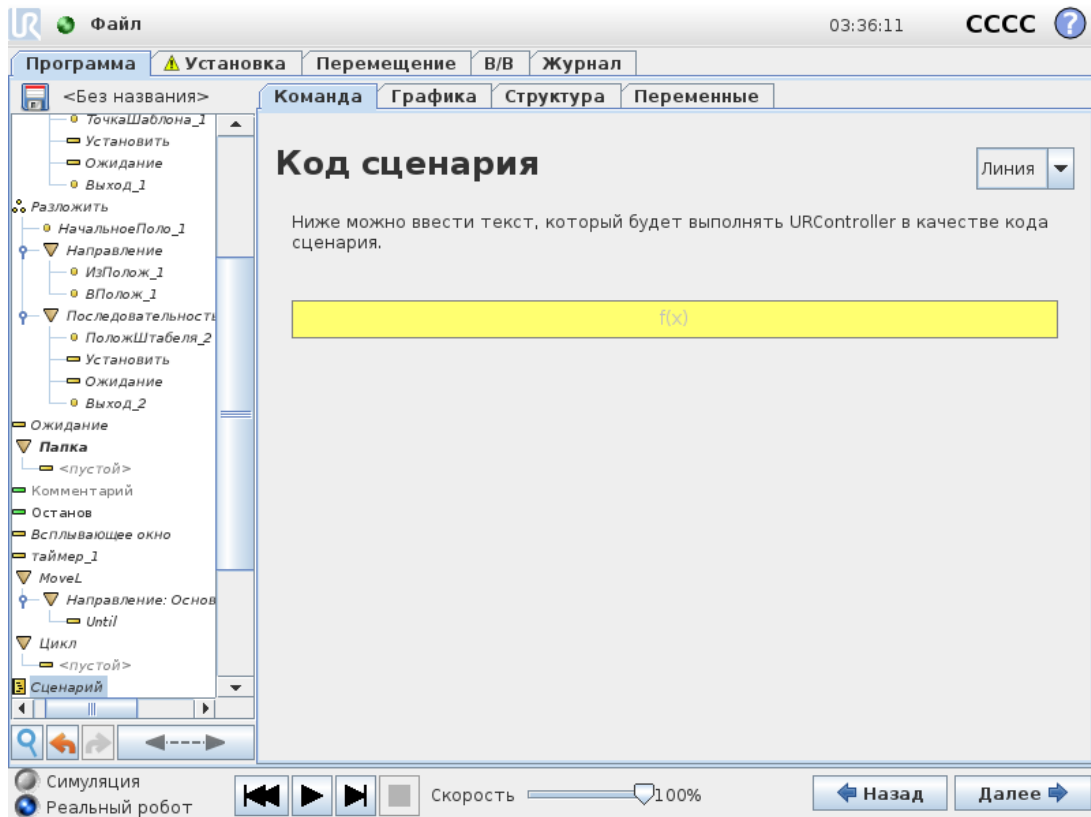 Файл
03:36:11
CCCC
?
Программа
Установка
Перемещение
В/В
Журнал
<Без названия>
Команда
Графика
Структура
Переменные
ТочкаШаблона_1
Установить
Ожидание
Выход_1
Разложить
НачальноеПоло_1
Направление
ИзПолож_1
ВПолож_1
Последовательность
ПоложШтабеля_2
Установить
Ожидание
Выход_2
Ожидание
Папка
<пустой>
Комментарий
Останов
Всплывающее окно
таймер_1
MoveL
Направление: Основ
Until
Цикл
<пустой>
Сценарий
Код сценария
Линия
Ниже можно ввести текст, который будет выполнять URController в качестве кода
сценария.
f(x)
Симуляция
Реальный робот
Скорость
100%
Назад
Далее